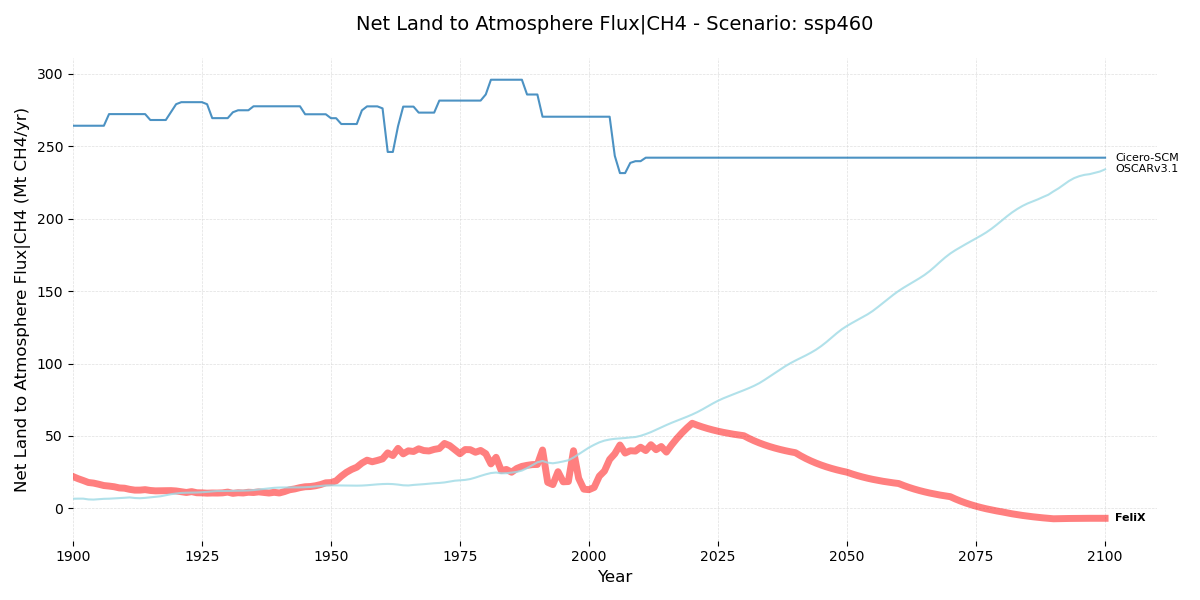 Net Land to Atmosphere Flux|CH4 - Scenario: ssp460
Net Land to Atmosphere Flux|CH4 (Mt CH4/yr)
300
250
200
150
100
50
0
Cicero-SCM
OSCARv3.1
FeliX
1900
1925
1950
1975
2000
2025
2050
2075
2100
Year